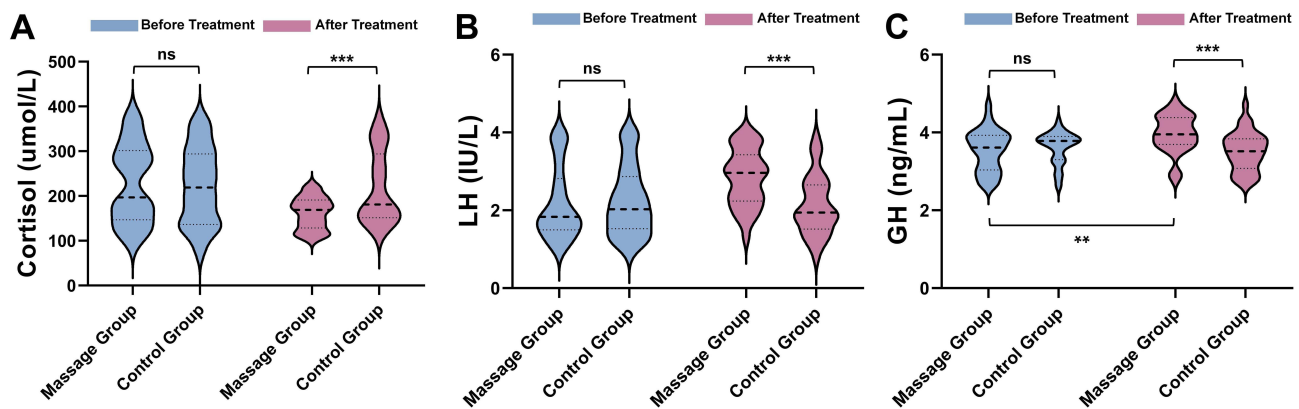 A
Before Treatment
After Treatment
Cortisol (umol/L)
500
400
300
200
100
0
ns
***
Massage Group
Control Group
Massage Group
Control Group
B
Before Treatment
After Treatment
LH (IU/L)
6
4
2
0
ns
***
Massage Group
Control Group
Massage Group
Control Group
C
Before Treatment
After Treatment
GH (ng/mL)
6
4
2
0
ns
***
**
Massage Group
Control Group
Massage Group
Control Group